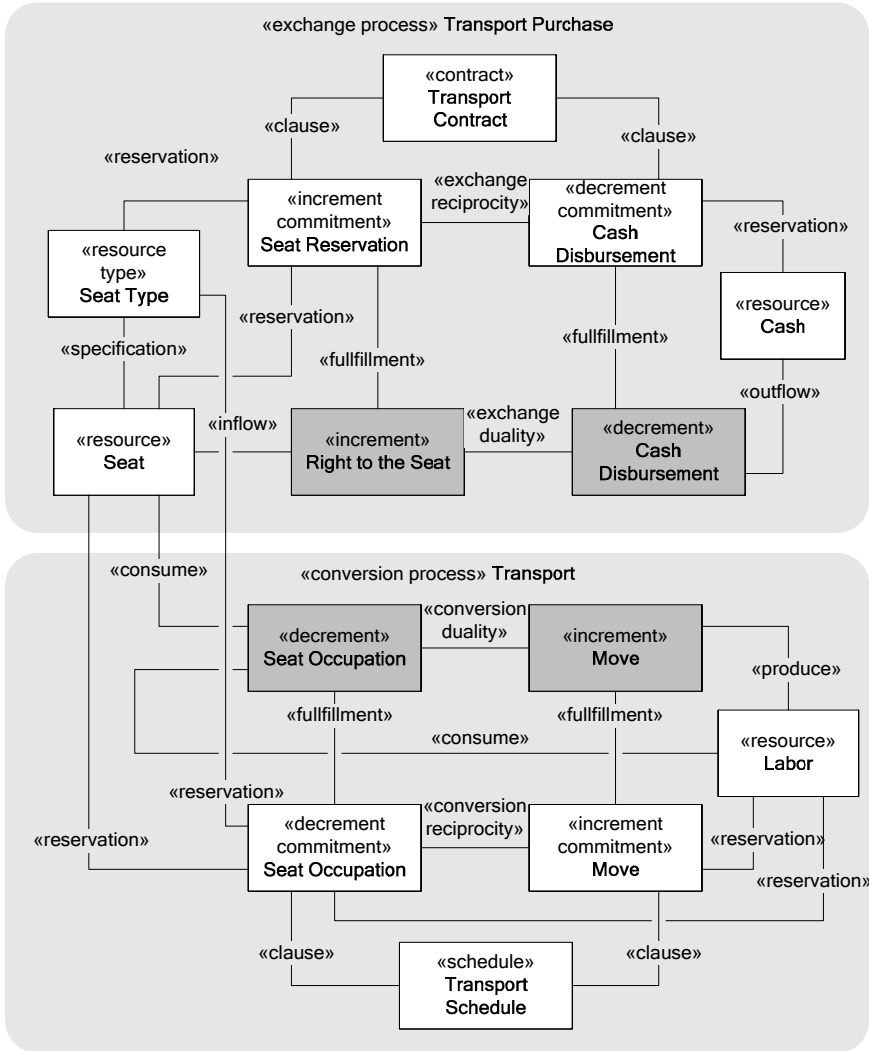 «exchange process» Transport Purchase
«contract»
Transport
Contract
«clause»
«clause»
«reservation»
«increment
commitment»
Seat Reservation
«exchange
reciprocity»
«decrement
commitment»
Cash
Disbursement
«reservation»
«resource
type»
Seat Type
«resource»
Cash
«reservation»
«specification»
«fullfillment»
«fullfillment»
«outflow»
«resource»
Seat
«inflow»
«increment»
Right to the Seat
«exchange
duality»
«decrement»
Cash
Disbursement
«consume»
«conversion process» Transport
«decrement»
Seat Occupation
«conversion
duality»
«increment»
Move
«produce»
«fullfillment»
«fullfillment»
«consume»
«resource»
Labor
«reservation»
«reservation»
«decrement
commitment»
Seat Occupation
«conversion
reciprocity»
«increment
commitment»
Move
«reservation»
«reservation»
«clause»
«clause»
«schedule»
Transport
Schedule